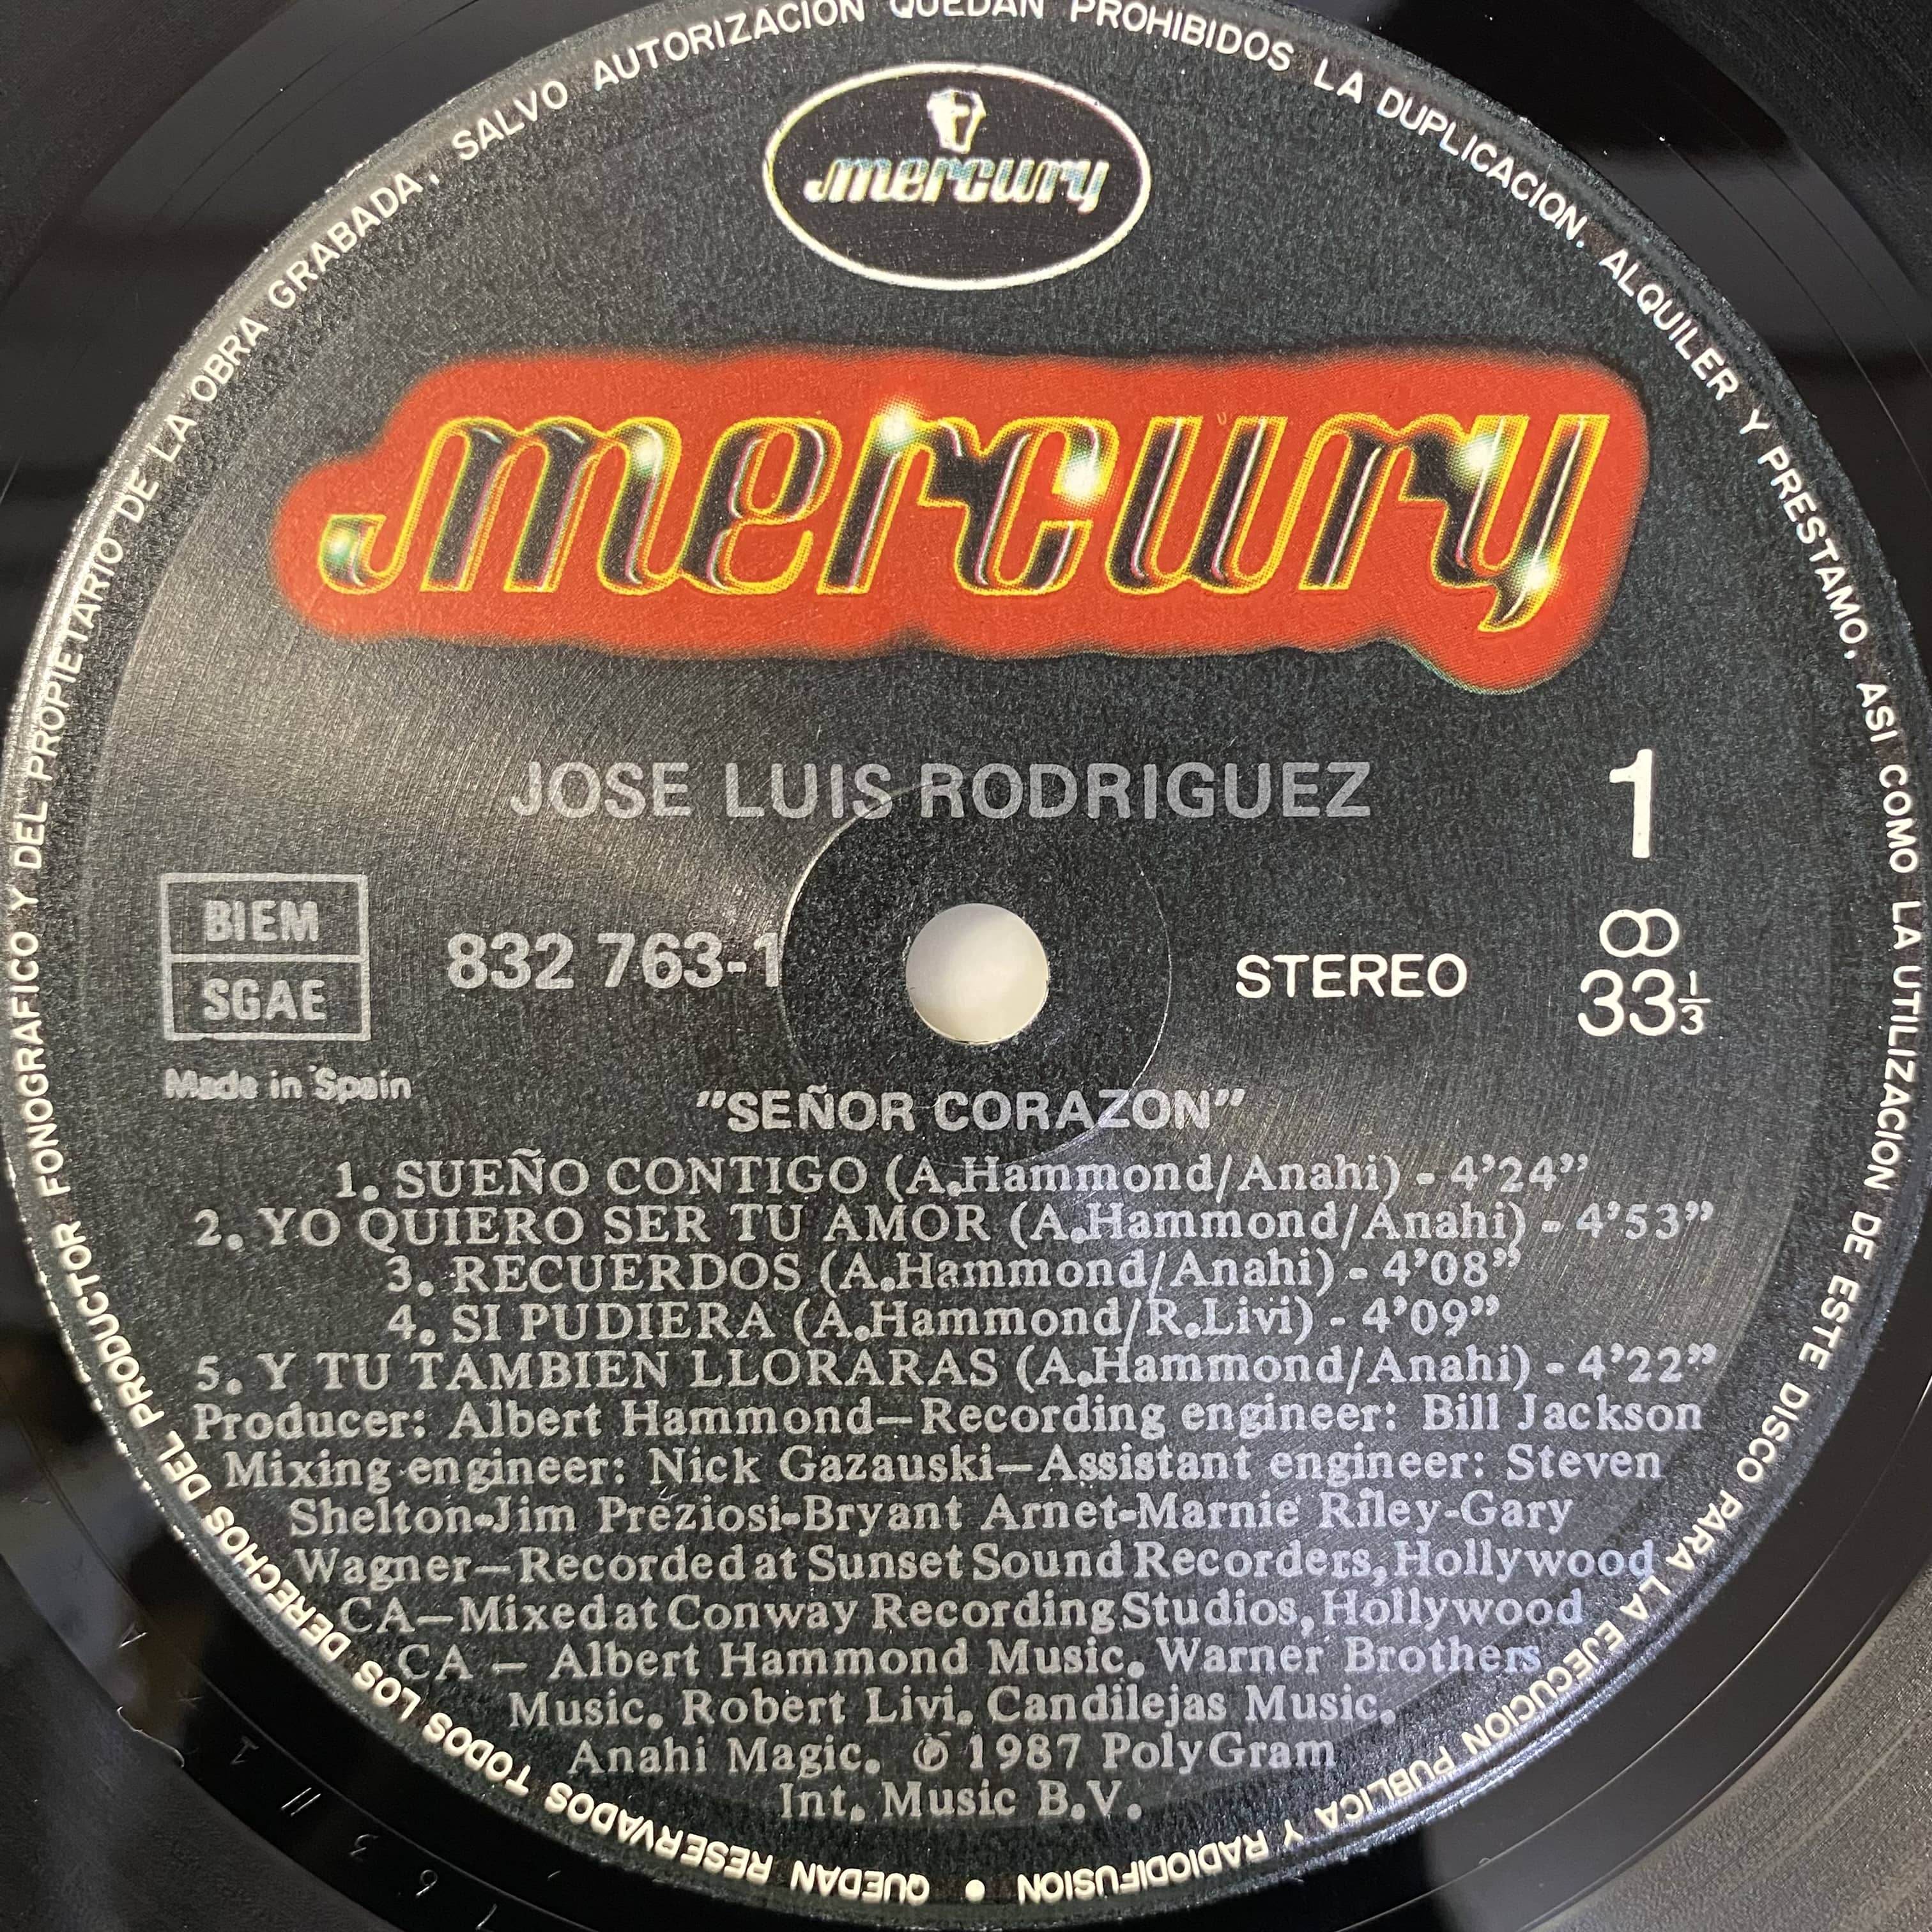 mercury
mercury
JOSE LUIS RODRIGUEZ
1
BIEM
SGAE
832 763-1
STEREO
33 1/3
Made in Spain
"SEÑOR CORAZON"
1. SUEÑO CONTIGO (A.Hammond/Anahi) - 4'24"
2. YO QUIERO SER TU AMOR (A.Hammond/Anahi) - 4'53"
3. RECUERDOS (A.Hammond/Anahi) - 4'08"
4. SI PUDIERA (A.Hammond/R.Livi) - 4'09"
5. Y TU TAMBIEN LLORARAS (A.Hammond/Anahi) - 4'22"
Producer: Albert Hammond—Recording engineer: Bill Jackson
Mixing engineer: Nick Gazauski—Assistant engineer: Steven
Shelton-Jim Preziosi-Bryant Arnet-Marnie Riley-Gary
Wagner—Recorded at Sunset Sound Recorders, Hollywood
CA—Mixed at Conway Recording Studios, Hollywood
CA — Albert Hammond Music. Warner Brothers
Music. Robert Livi. Candilejas Music.
Anahi Magic. ℗ 1987 PolyGram
Int. Music B.V.
QUEDAN RESERVADOS TODOS LOS DERECHOS DEL PRODUCTOR FONOGRAFICO Y DEL PROPIETARIO DE LA OBRA GRABADA, SALVO AUTORIZACION QUEDAN PROHIBIDOS LA DUPLICACION. ALQUILER Y PRESTAMO, ASI COMO LA UTILIZACION DE ESTE DISCO PARA LA EJECUCION PUBLICA Y RADIODIFUSION •